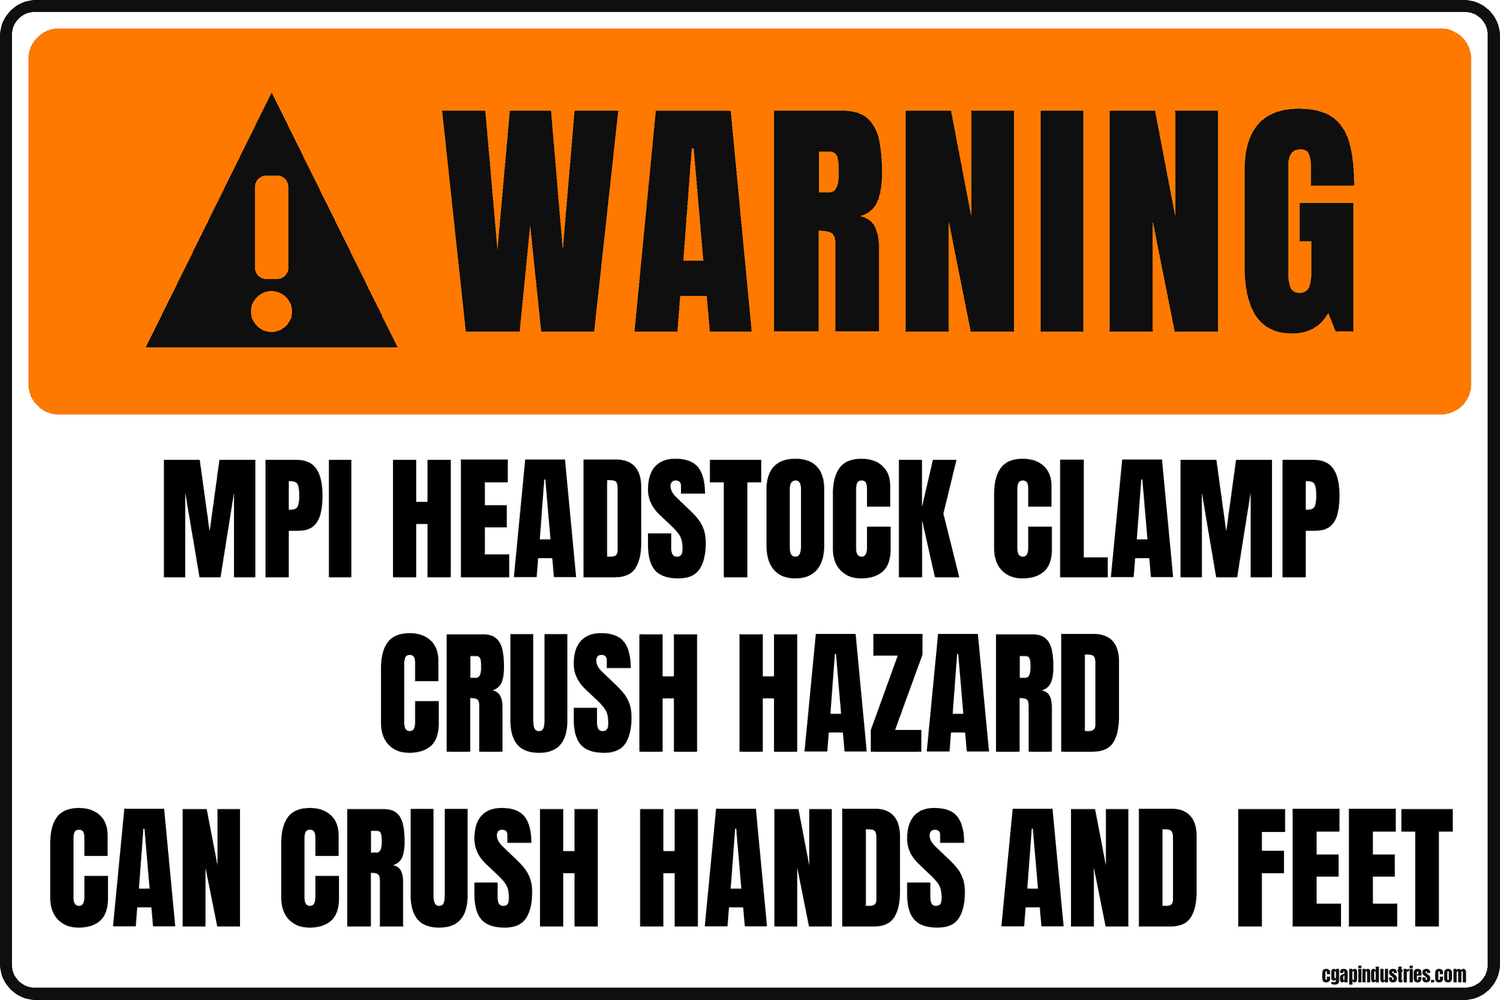 WARNING
MPI HEADSTOCK CLAMP
CRUSH HAZARD
CAN CRUSH HANDS AND FEET
cgapindustries.com